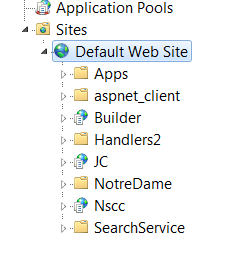 Application Pools
Sites
Default Web Site
Apps
aspnet_client
Builder
Handlers2
JC
NotreDame
Nscc
SearchService